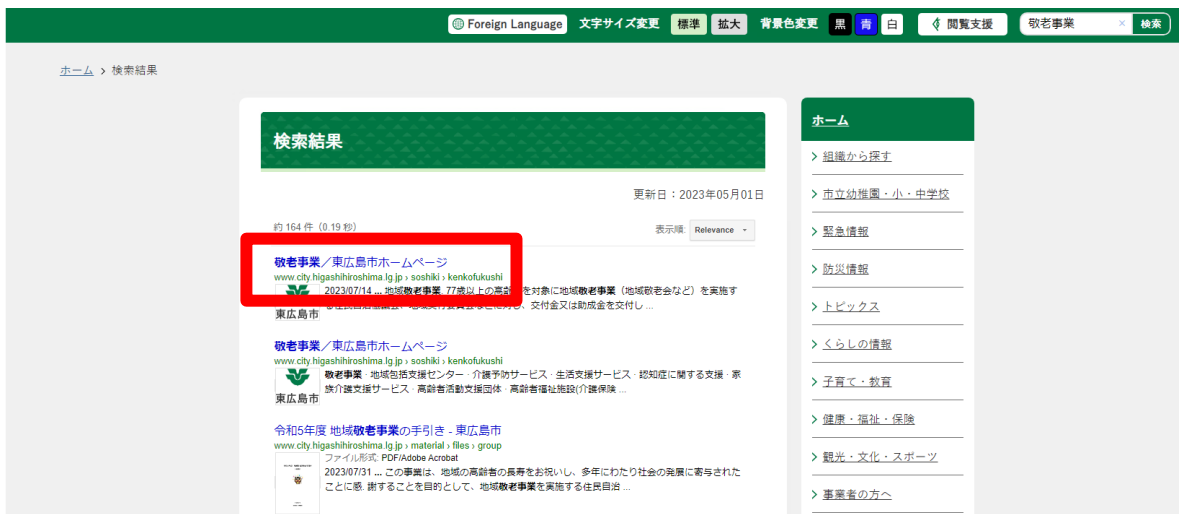 Foreign Language 文字サイズ変更 標準 拡大 背景色変更 黒 青 白 閲覧支援 敬老事業 × 検索
ホーム > 検索結果
検索結果
更新日：2023年05月01日
約 164 件（0.19 秒）
表示順: Relevance
敬老事業／東広島市ホームページ
www.city.higashihiroshima.lg.jp › soshiki › kenkofukushi
2023/07/14 ... 地域敬老事業. 77歳以上の高齢
を対象に地域敬老事業（地域敬老会など）を実施す
に対し、交付金又は助成金を交付し ...
東広島市
敬老事業／東広島市ホームページ
www.city.higashihiroshima.lg.jp › soshiki › kenkofukushi
敬老事業 · 地域包括支援センター · 介護予防サービス · 生活支援サービス · 認知症に関する支援 · 家
族介護支援サービス · 高齢者活動支援団体 · 高齢者福祉施設(介護保険 ...
東広島市
令和5年度 地域敬老事業の手引き - 東広島市
www.city.higashihiroshima.lg.jp › material › files › group
ファイル形式: PDF/Adobe Acrobat
2023/07/31 ... この事業は、地域の高齢者の長寿をお祝いし、多年にわたり社会の発展に寄与された
ことに感. 謝することを目的として、地域敬老事業を実施する住民自治 ...
ホーム
組織から探す
市立幼稚園・小・中学校
緊急情報
防災情報
トピックス
くらしの情報
子育て・教育
健康・福祉・保険
観光・文化・スポーツ
事業者の方へ